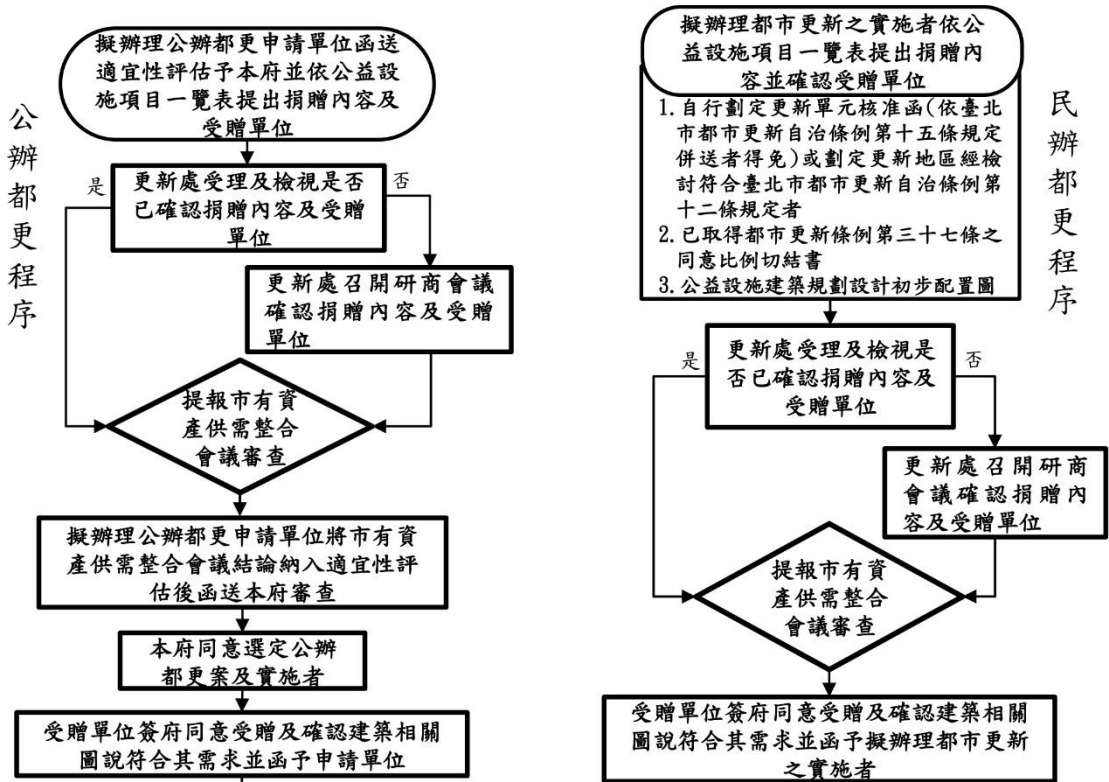 公辦都更程序
擬辦理公辦都更申請單位函送
適宜性評估予本府並依公益設
施項目一覽表提出捐贈內容及
受贈單位
是
更新處受理及檢視是否
已確認捐贈內容及受贈
單位
否
更新處召開研商會議
確認捐贈內容及受贈
單位
提報市有資
產供需整合
會議審查
擬辦理公辦都更申請單位將市有資
產供需整合會議結論納入適宜性評
估後函送本府審查
本府同意選定公辦
都更案及實施者
受贈單位簽府同意受贈及確認建築相關
圖說符合其需求並函予申請單位
民辦都更程序
擬辦理都市更新之實施者依公
益設施項目一覽表提出捐贈內
容並確認受贈單位
1.自行劃定更新單元核准函(依臺北
市都市更新自治條例第十五條規定
併送者得免)或劃定更新地區經檢
討符合臺北市都市更新自治條例第
十二條規定者
2.已取得都市更新條例第三十七條之
同意比例切結書
3.公益設施建築規劃設計初步配置圖
是
更新處受理及檢視是
否已確認捐贈內容及
受贈單位
否
更新處召開研商
會議確認捐贈內
容及受贈單位
提報市有資
產供需整合
會議審查
受贈單位簽府同意受贈及確認建築相關
圖說符合其需求並函予擬辦理都市更新
之實施者